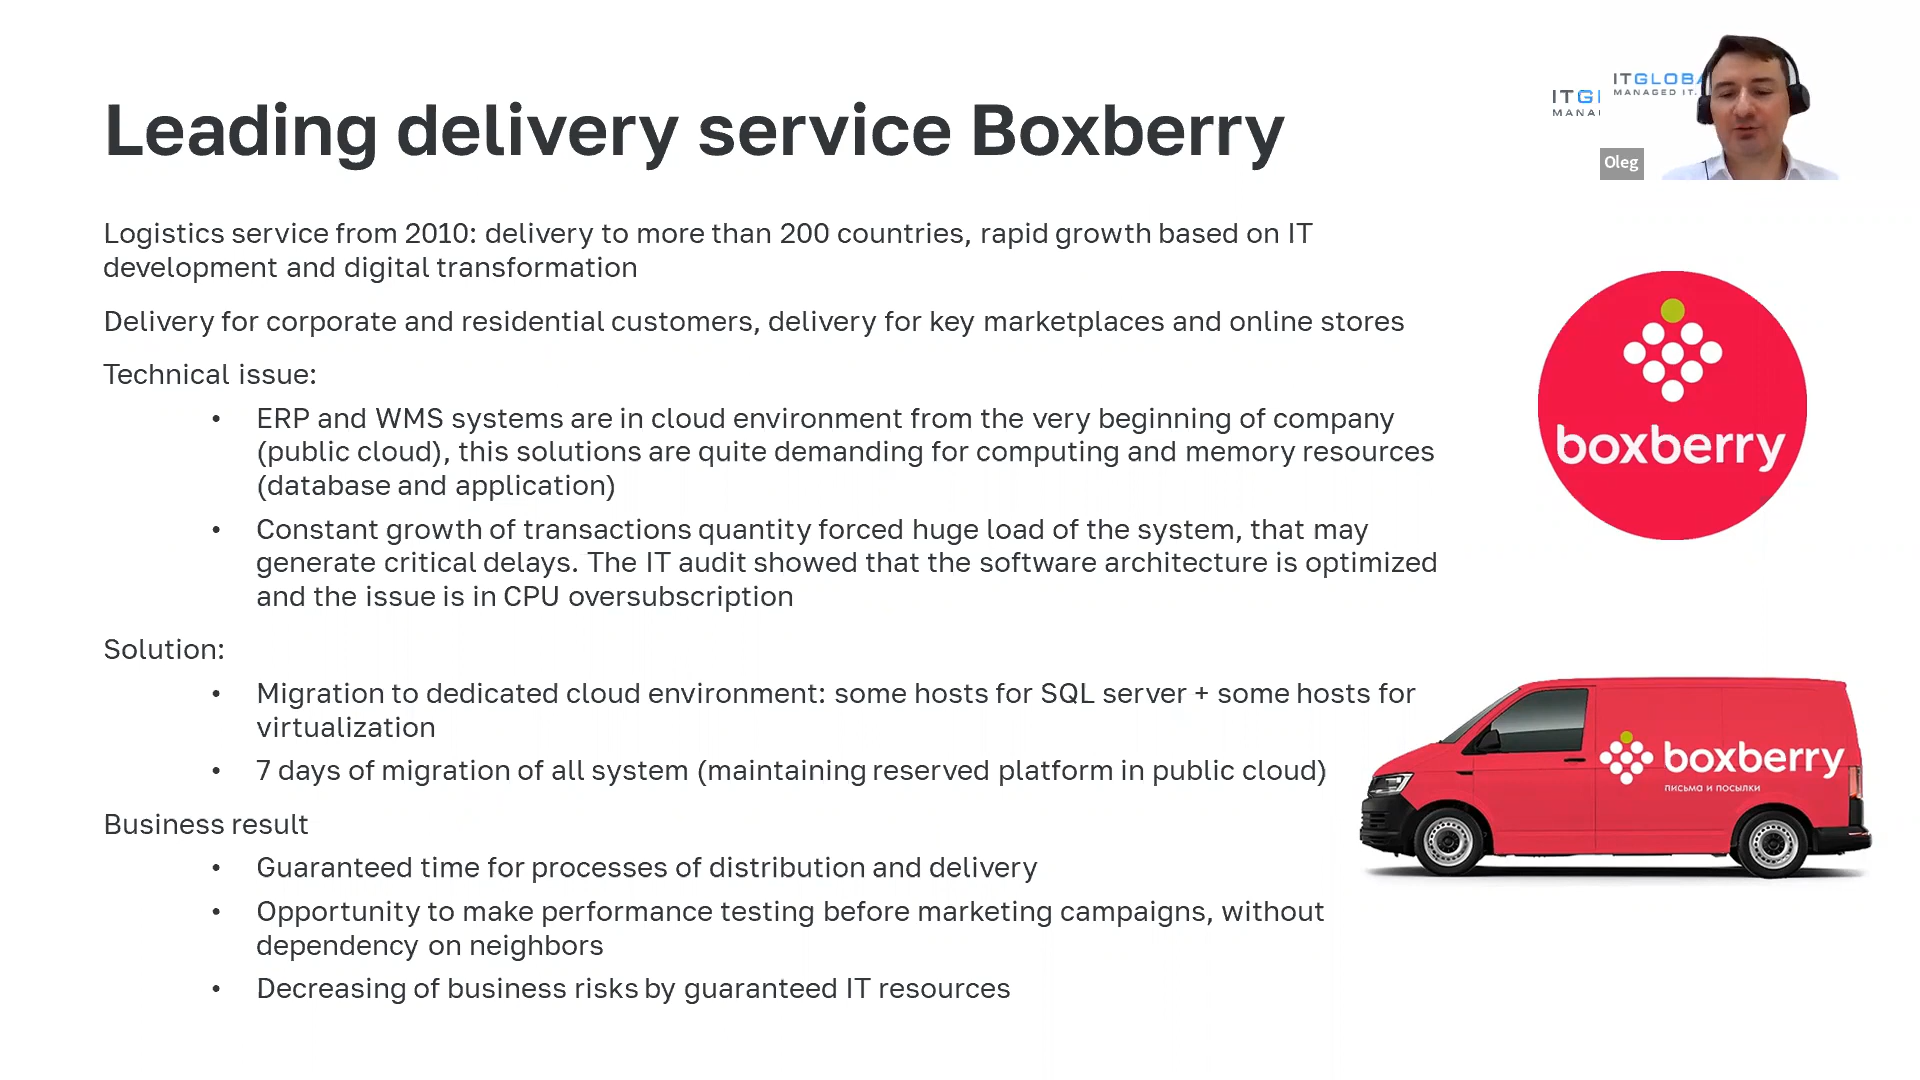 Leading delivery service Boxberry
ITGLOBA
MANAGED IT.
ITGI
MANA
Oleg
Logistics service from 2010: delivery to more than 200 countries, rapid growth based on IT
development and digital transformation
Delivery for corporate and residential customers, delivery for key marketplaces and online stores
Technical issue:
• ERP and WMS systems are in cloud environment from the very beginning of company
(public cloud), this solutions are quite demanding for computing and memory resources
(database and application)
• Constant growth of transactions quantity forced huge load of the system, that may
generate critical delays. The IT audit showed that the software architecture is optimized
and the issue is in CPU oversubscription
Solution:
• Migration to dedicated cloud environment: some hosts for SQL server + some hosts for
virtualization
• 7 days of migration of all system (maintaining reserved platform in public cloud)
Business result
• Guaranteed time for processes of distribution and delivery
• Opportunity to make performance testing before marketing campaigns, without
dependency on neighbors
• Decreasing of business risks by guaranteed IT resources
boxberry
boxberry
письма и посылки